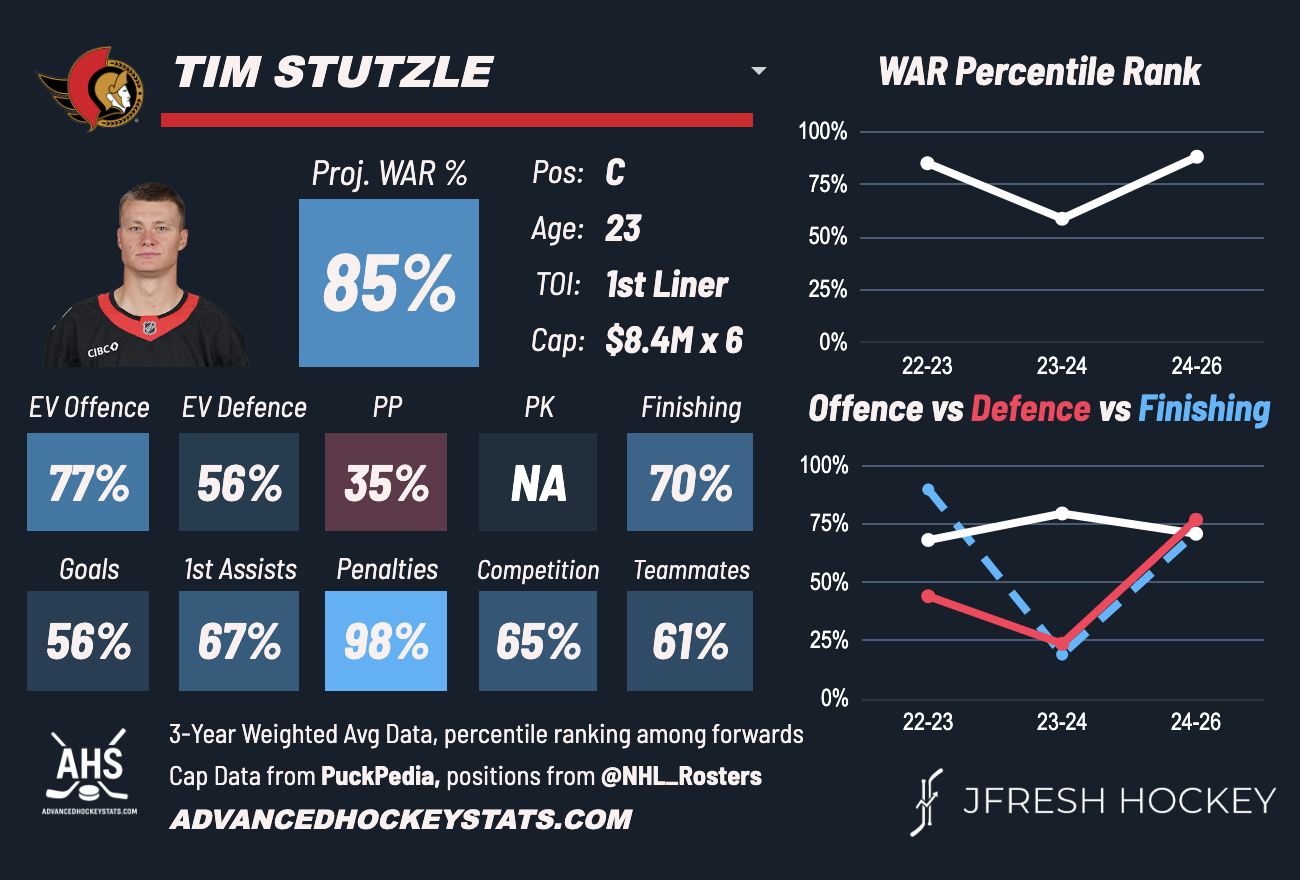 TIM STUTZLE
Proj. WAR %
85%
Pos: C
Age: 23
TOI: 1st Liner
Cap: $8.4M x 6
CIBC
EV Offence EV Defence PP PK Finishing
77% 56% 35% NA 70%
Goals 1st Assists Penalties Competition Teammates
56% 67% 98% 65% 61%
AHS
ADVANCEDHOCKEYSTATS.COM
3-Year Weighted Avg Data, percentile ranking among forwards
Cap Data from PuckPedia, positions from @NHL_Rosters
ADVANCEDHOCKEYSTATS.COM
WAR Percentile Rank
100%
75%
50%
25%
0%
22-23 23-24 24-26
Offence vs Defence vs Finishing
100%
75%
50%
25%
0%
22-23 23-24 24-26
JFRESH HOCKEY